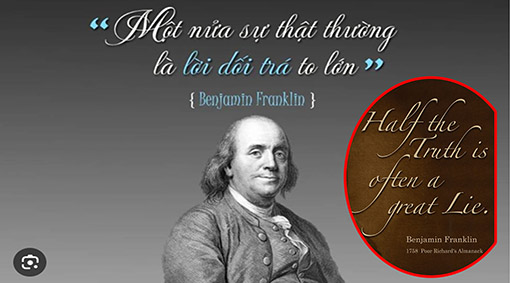 “Một nửa sự thật thường
là lời dối trá to lớn”
{ Benjamin Franklin }
Half the
Truth is
often a
great Lie.
Benjamin Franklin
1758 Poor Richard's Almanack